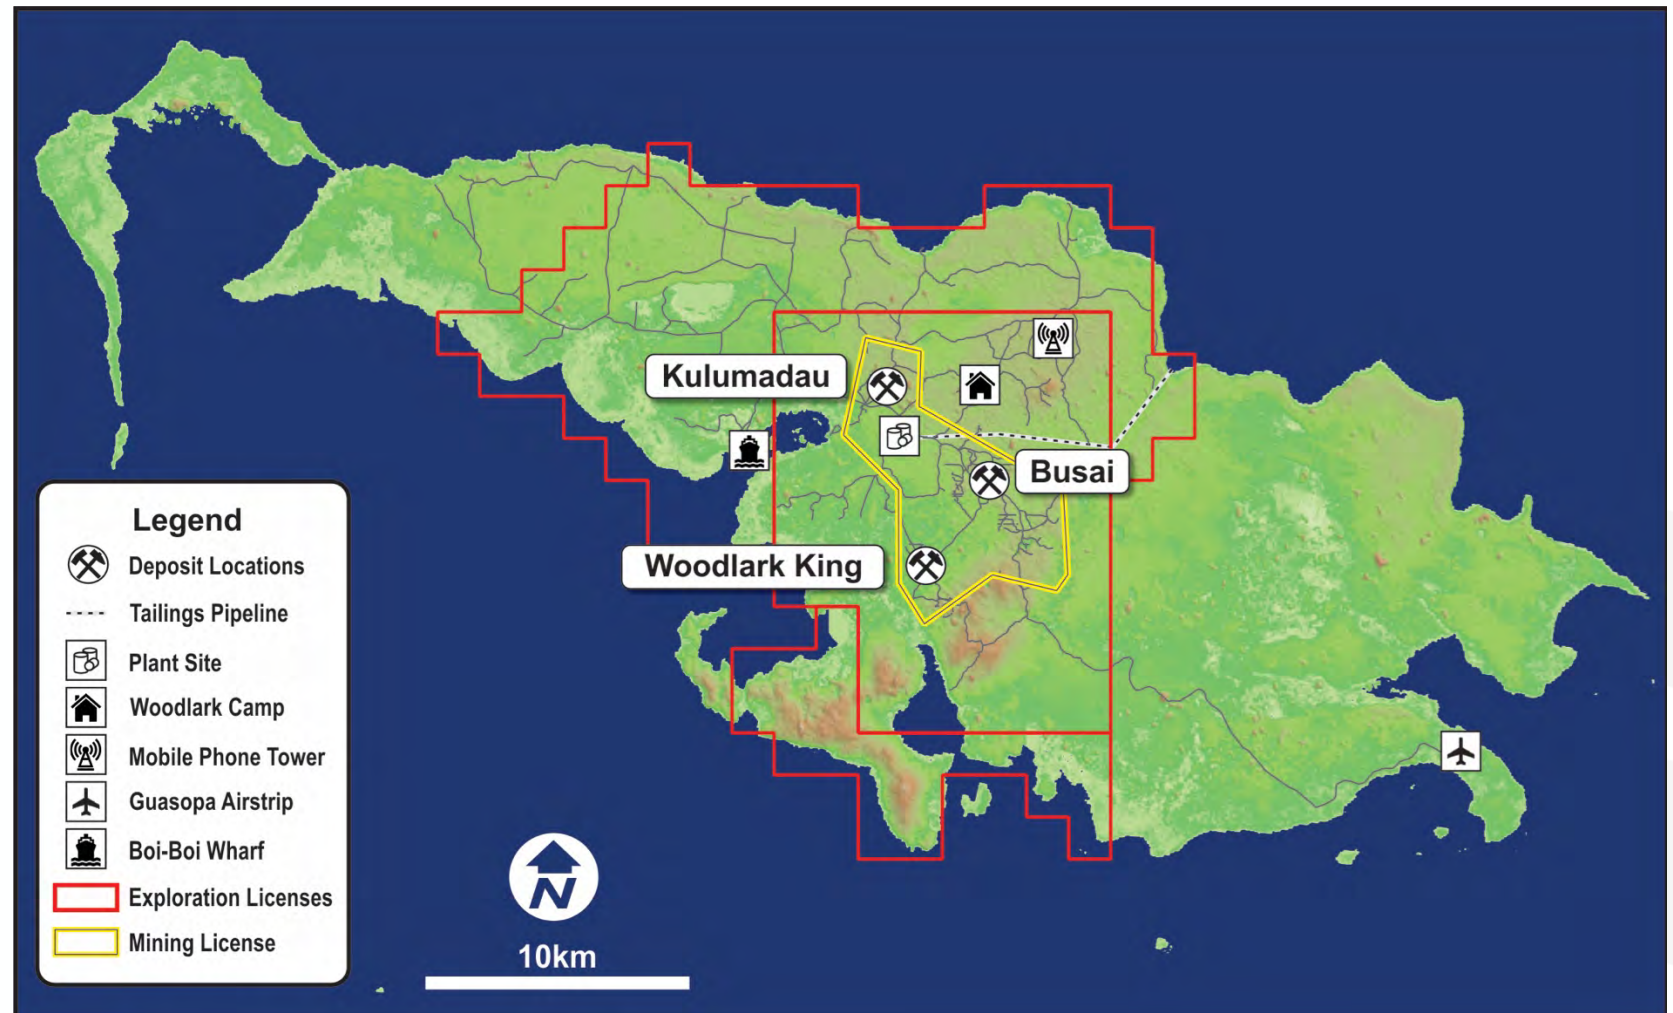 Kulumadau
Busai
Woodlark King
Legend
Deposit Locations
Tailings Pipeline
Plant Site
Woodlark Camp
Mobile Phone Tower
Guasopa Airstrip
Boi-Boi Wharf
Exploration Licenses
Mining License
N
10km